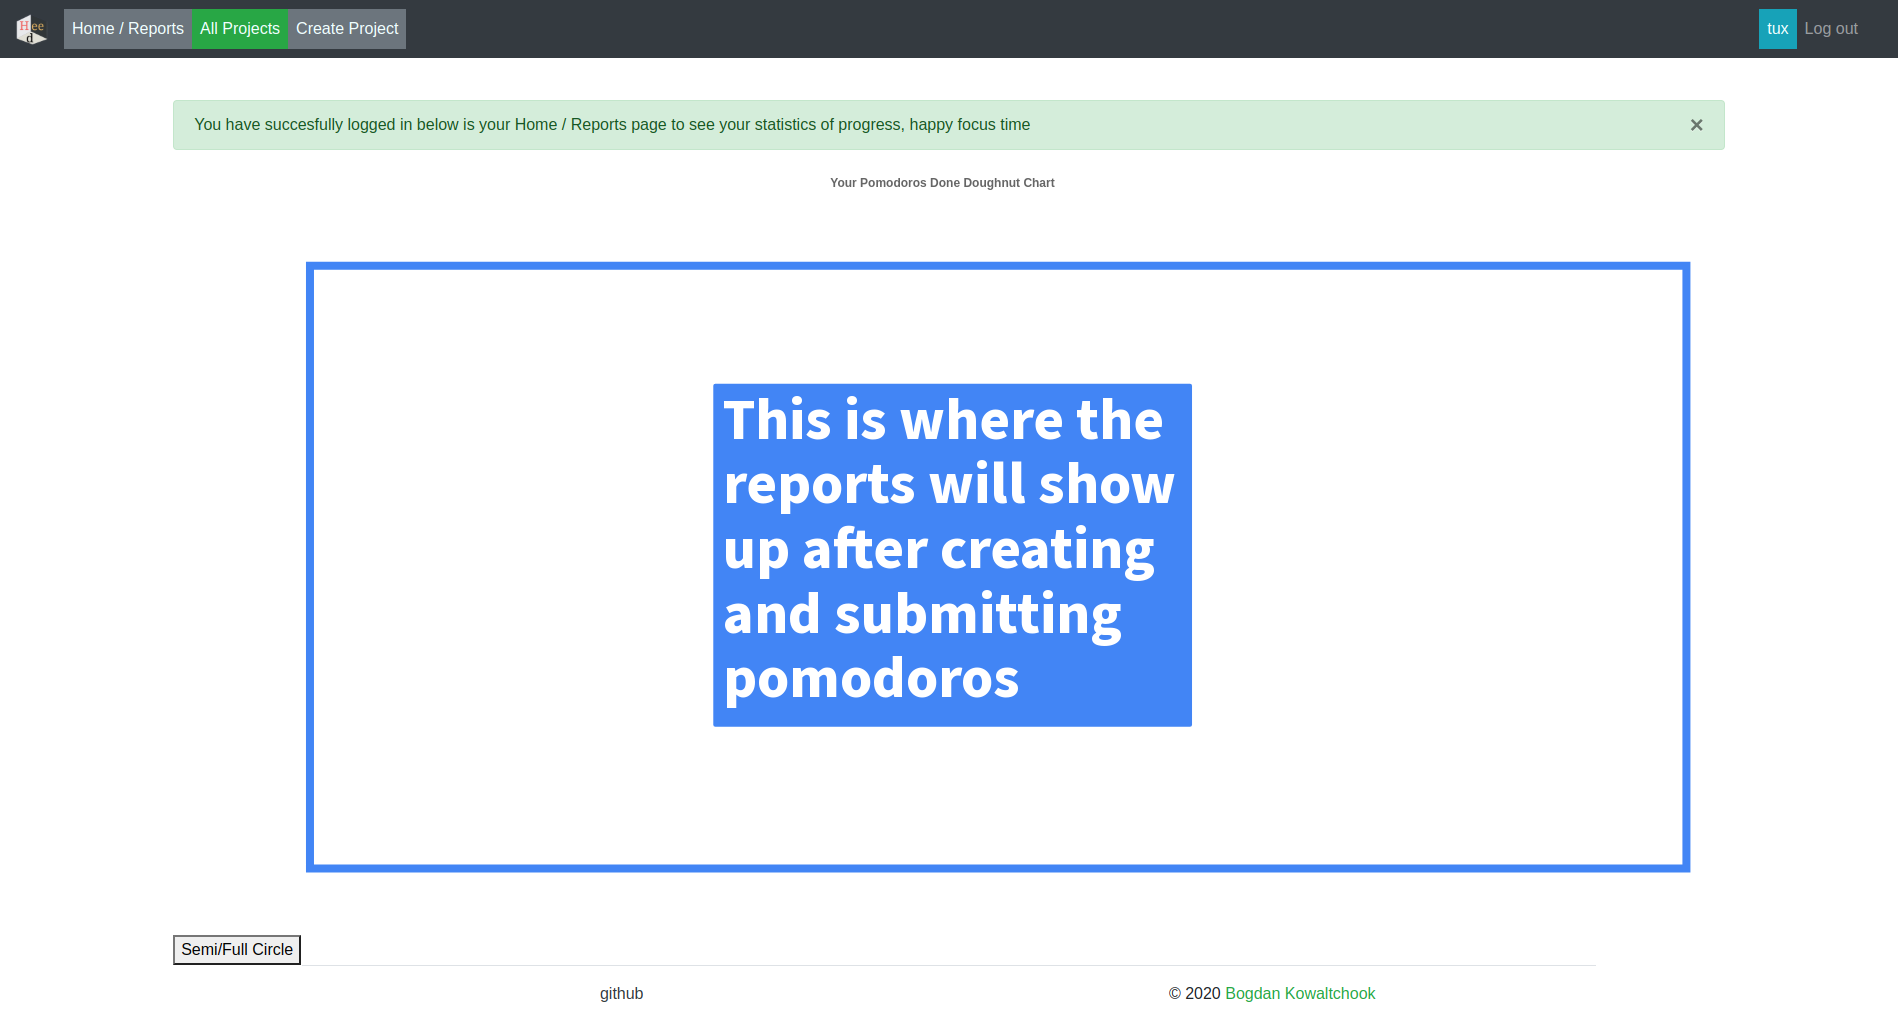 Heed
Home / Reports All Projects Create Project tux Log out
You have succesfully logged in below is your Home / Reports page to see your statistics of progress, happy focus time ×
Your Pomodoros Done Doughnut Chart
This is where the
reports will show
up after creating
and submitting
pomodoros
Semi/Full Circle
github © 2020 Bogdan Kowaltchook